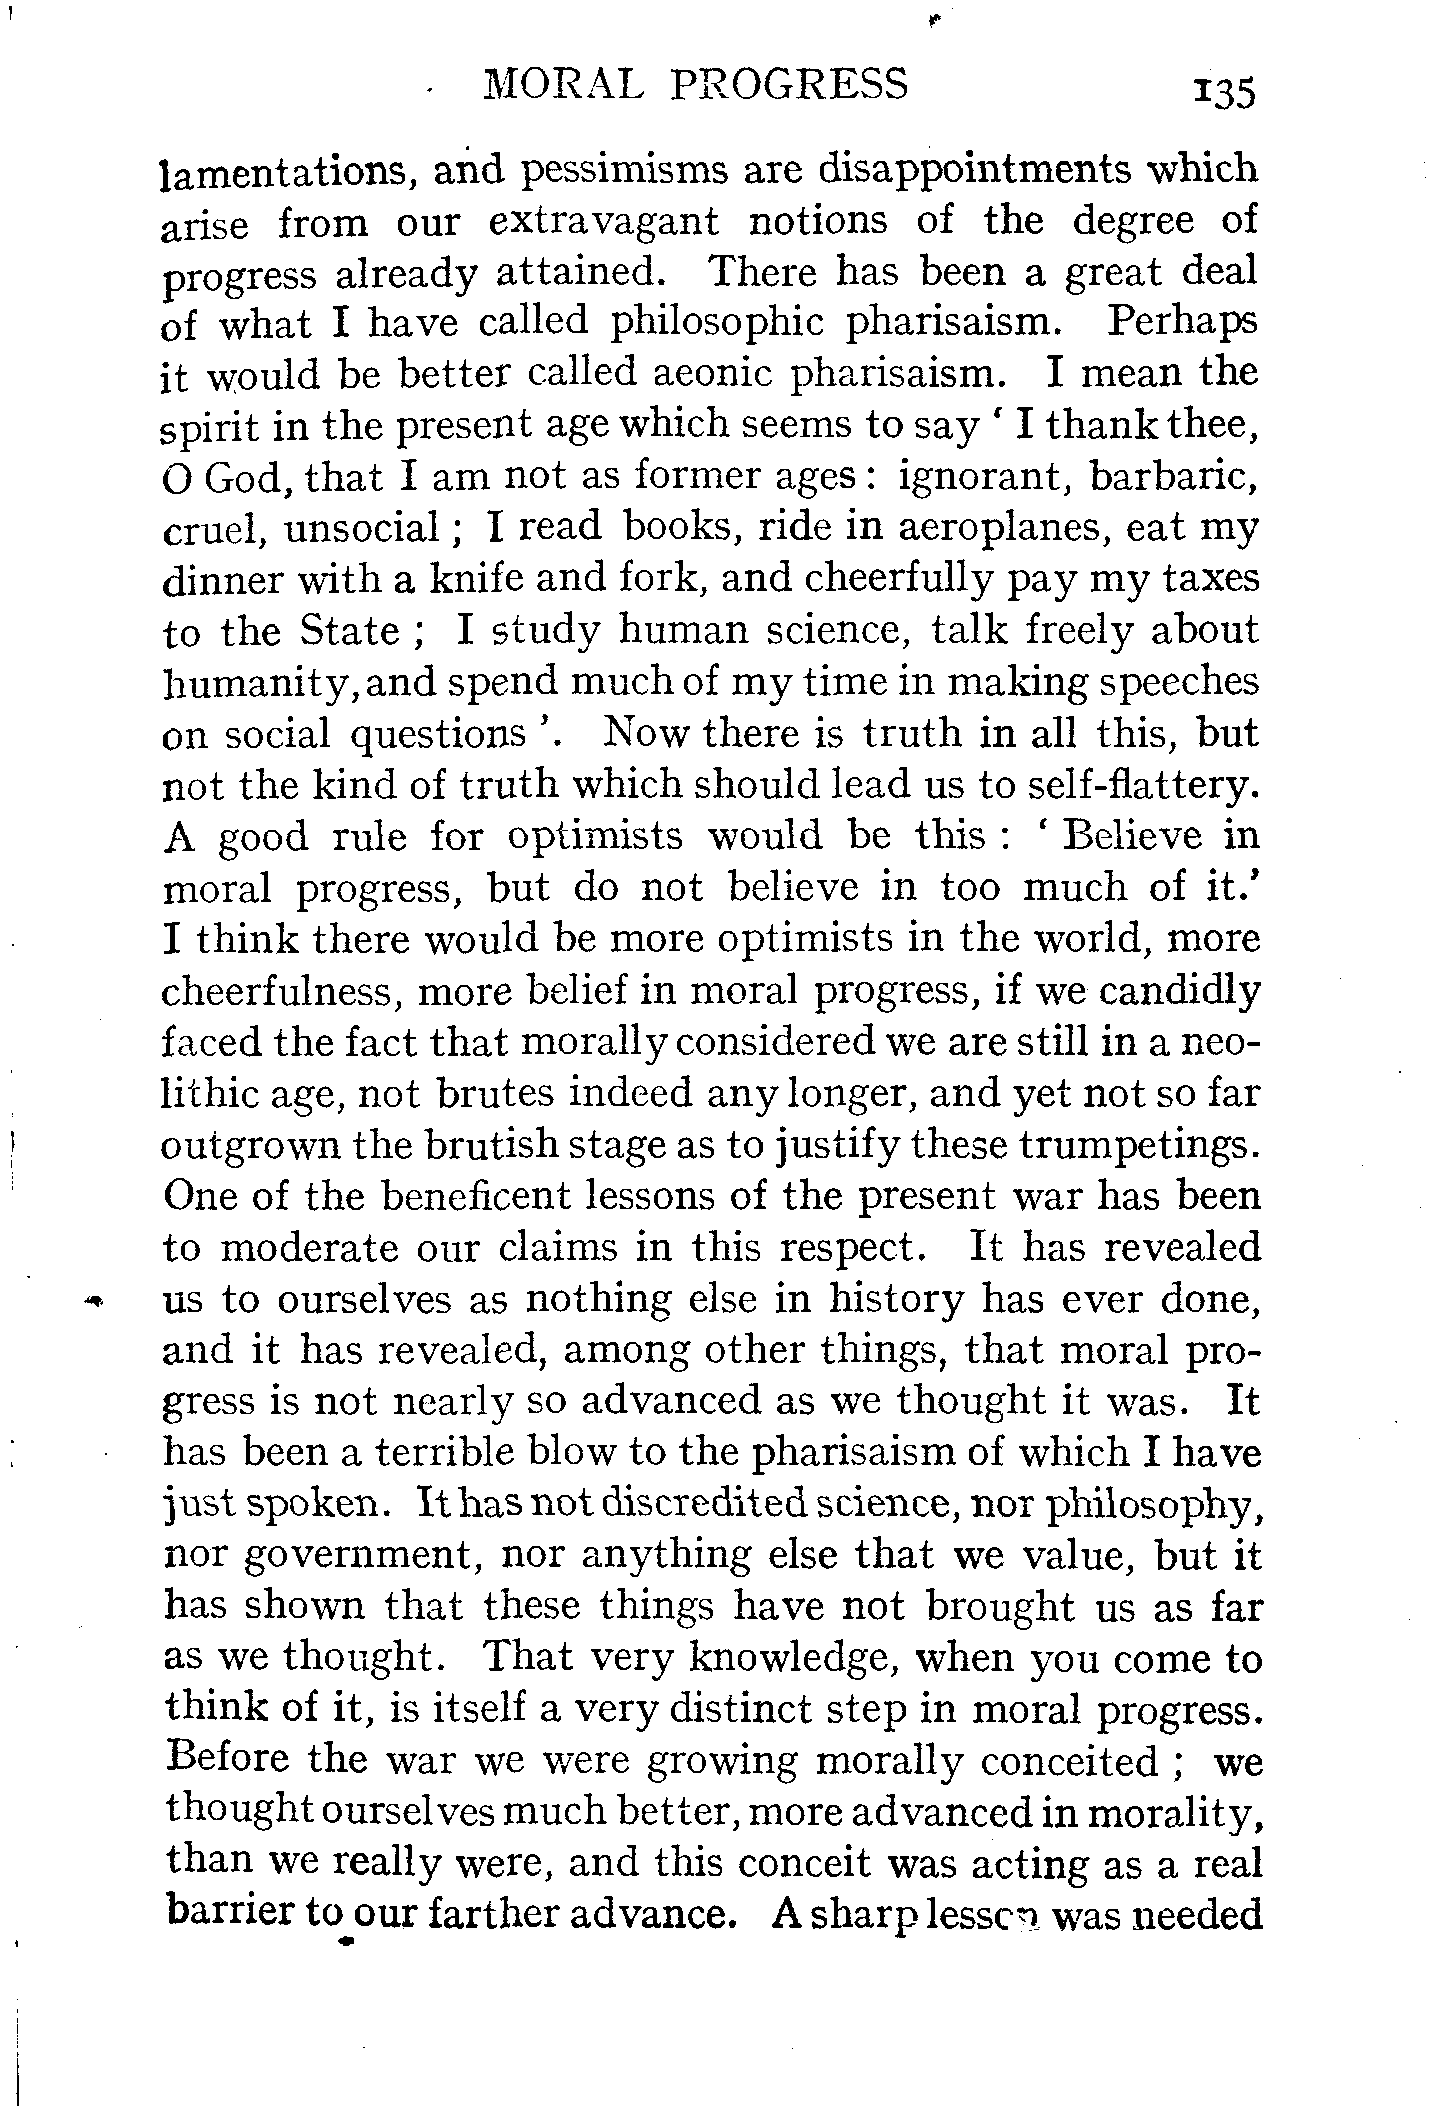 MORAL PROGRESS 135
lamentations, and pessimisms are disappointments which
arise from our extravagant notions of the degree of
progress already attained. There has been a great deal
of what I have called philosophic pharisaism. Perhaps
it would be better called aeonic pharisaism. I mean the
spirit in the present age which seems to say ‘ I thank thee,
O God, that I am not as former ages : ignorant, barbaric,
cruel, unsocial ; I read books, ride in aeroplanes, eat my
dinner with a knife and fork, and cheerfully pay my taxes
to the State ; I study human science, talk freely about
humanity, and spend much of my time in making speeches
on social questions ’. Now there is truth in all this, but
not the kind of truth which should lead us to self-flattery.
A good rule for optimists would be this : ‘ Believe in
moral progress, but do not believe in too much of it.’
I think there would be more optimists in the world, more
cheerfulness, more belief in moral progress, if we candidly
faced the fact that morally considered we are still in a neo-
lithic age, not brutes indeed any longer, and yet not so far
outgrown the brutish stage as to justify these trumpetings.
One of the beneficent lessons of the present war has been
to moderate our claims in this respect. It has revealed
us to ourselves as nothing else in history has ever done,
and it has revealed, among other things, that moral pro-
gress is not nearly so advanced as we thought it was. It
has been a terrible blow to the pharisaism of which I have
just spoken. It has not discredited science, nor philosophy,
nor government, nor anything else that we value, but it
has shown that these things have not brought us as far
as we thought. That very knowledge, when you come to
think of it, is itself a very distinct step in moral progress.
Before the war we were growing morally conceited ; we
thought ourselves much better, more advanced in morality,
than we really were, and this conceit was acting as a real
barrier to our farther advance. A sharp lesson was needed